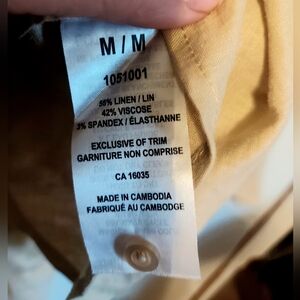 M / M
1051001
55% LINEN / LIN
42% VISCOSE
3% SPANDEX / ÉLASTHANNE
EXCLUSIVE OF TRIM
GARNITURE NON COMPRISE
CA 16035
MADE IN CAMBODIA
FABRIQUÉ AU CAMBODGE